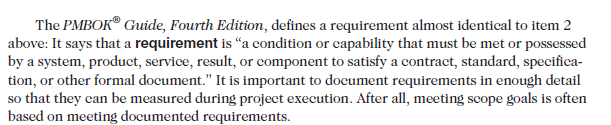 The PMBOK® Guide, Fourth Edition, defines a requirement almost identical to item 2
above: It says that a requirement is “a condition or capability that must be met or possessed
by a system, product, service, result, or component to satisfy a contract, standard, specifica-
tion, or other formal document.” It is important to document requirements in enough detail
so that they can be measured during project execution. After all, meeting scope goals is often
based on meeting documented requirements.